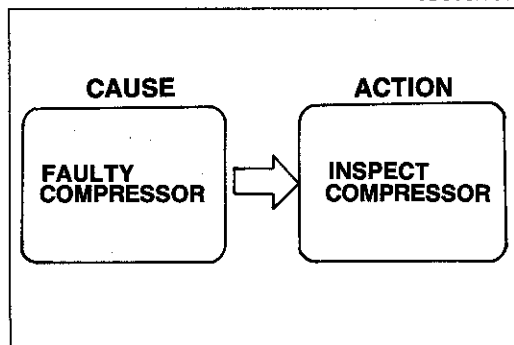 CAUSE
ACTION
FAULTY
COMPRESSOR
INSPECT
COMPRESSOR